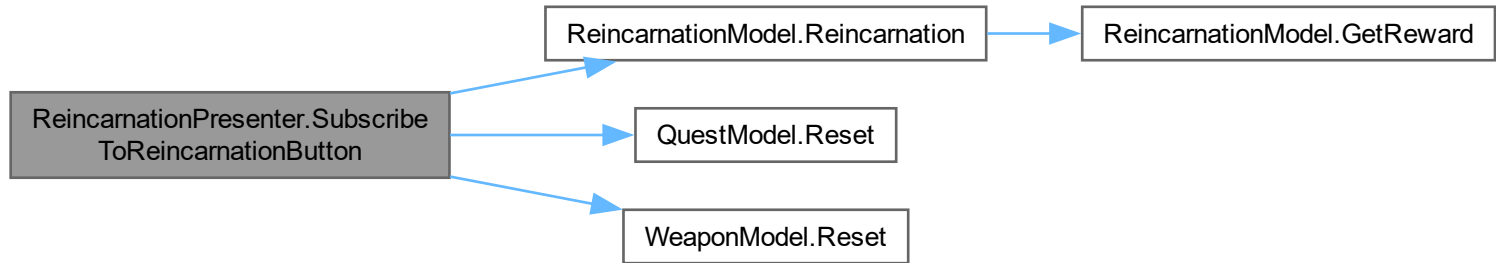 ReincarnationModel.Reincarnation
ReincarnationModel.GetReward
ReincarnationPresenter.Subscribe
ToReincarnationButton
QuestModel.Reset
WeaponModel.Reset